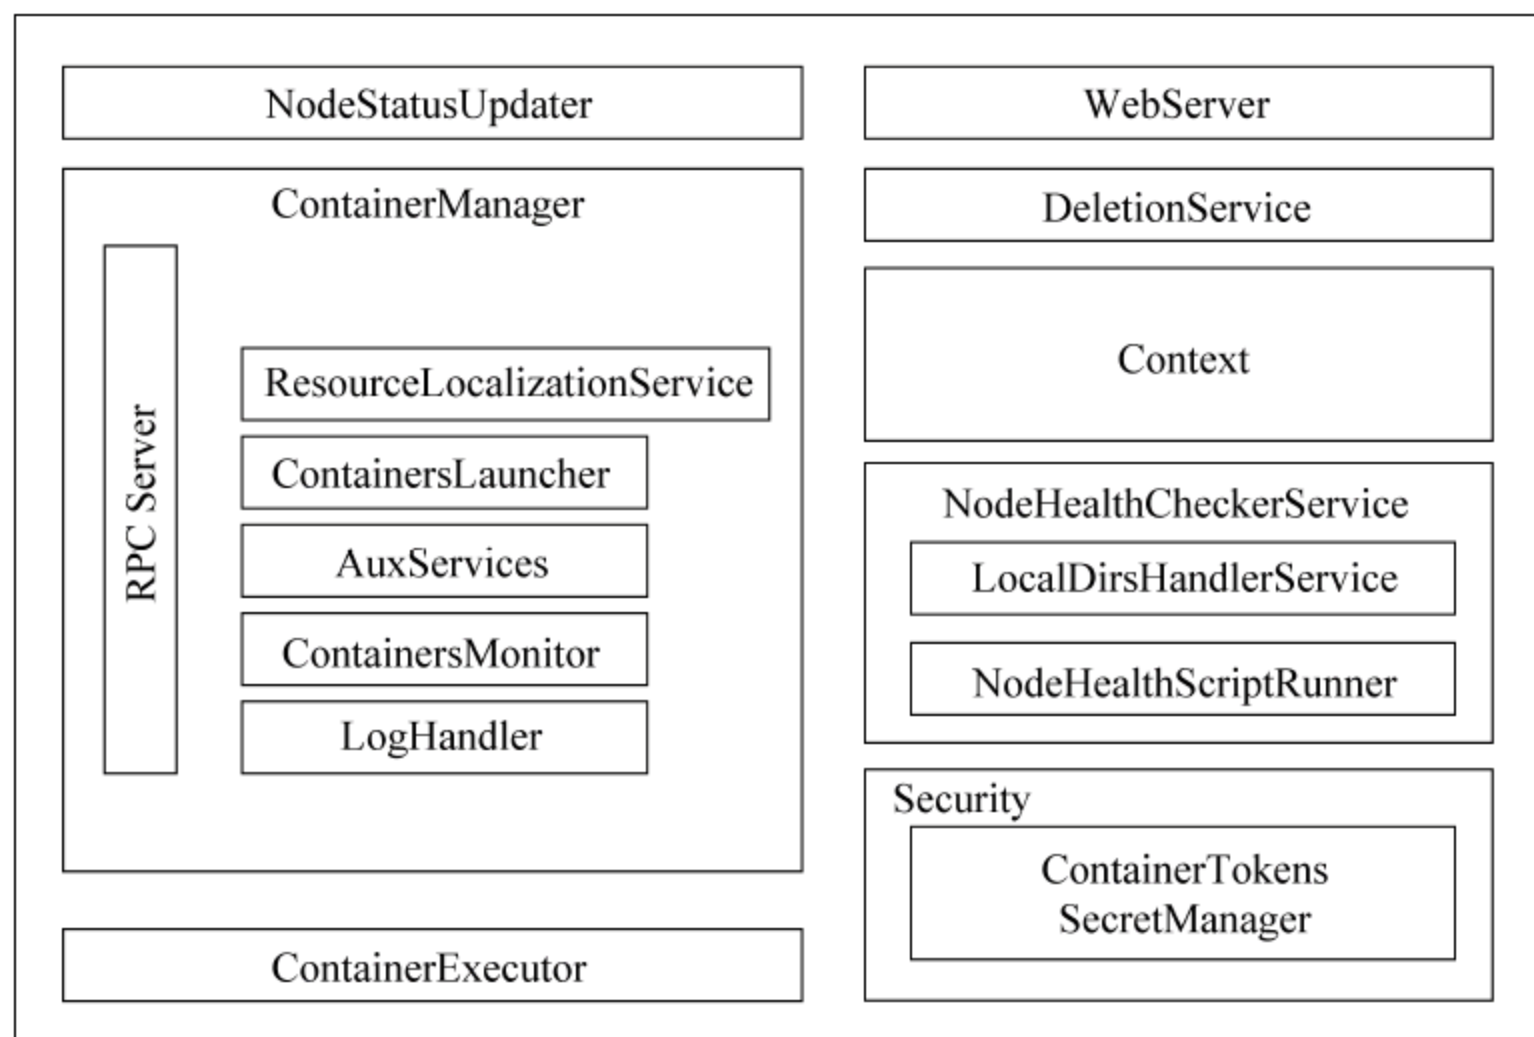 NodeStatusUpdater
ContainerManager
RPC Server
ResourceLocalizationService
ContainersLauncher
AuxServices
ContainersMonitor
LogHandler
ContainerExecutor
WebServer
DeletionService
Context
NodeHealthCheckerService
LocalDirsHandlerService
NodeHealthScriptRunner
Security
ContainerTokens
SecretManager